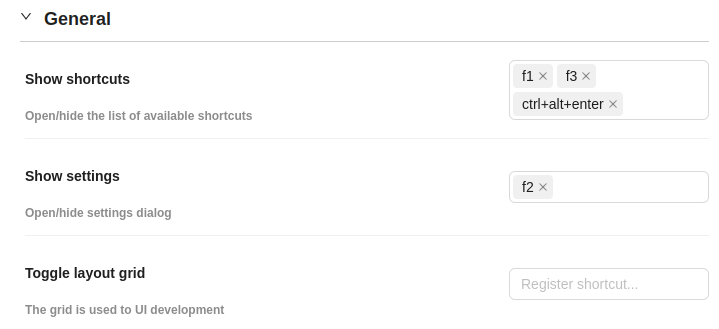 General
Show shortcuts
f1 f3
ctrl+alt+enter
Open/hide the list of available shortcuts
Show settings
f2
Open/hide settings dialog
Toggle layout grid
Register shortcut...
The grid is used to UI development